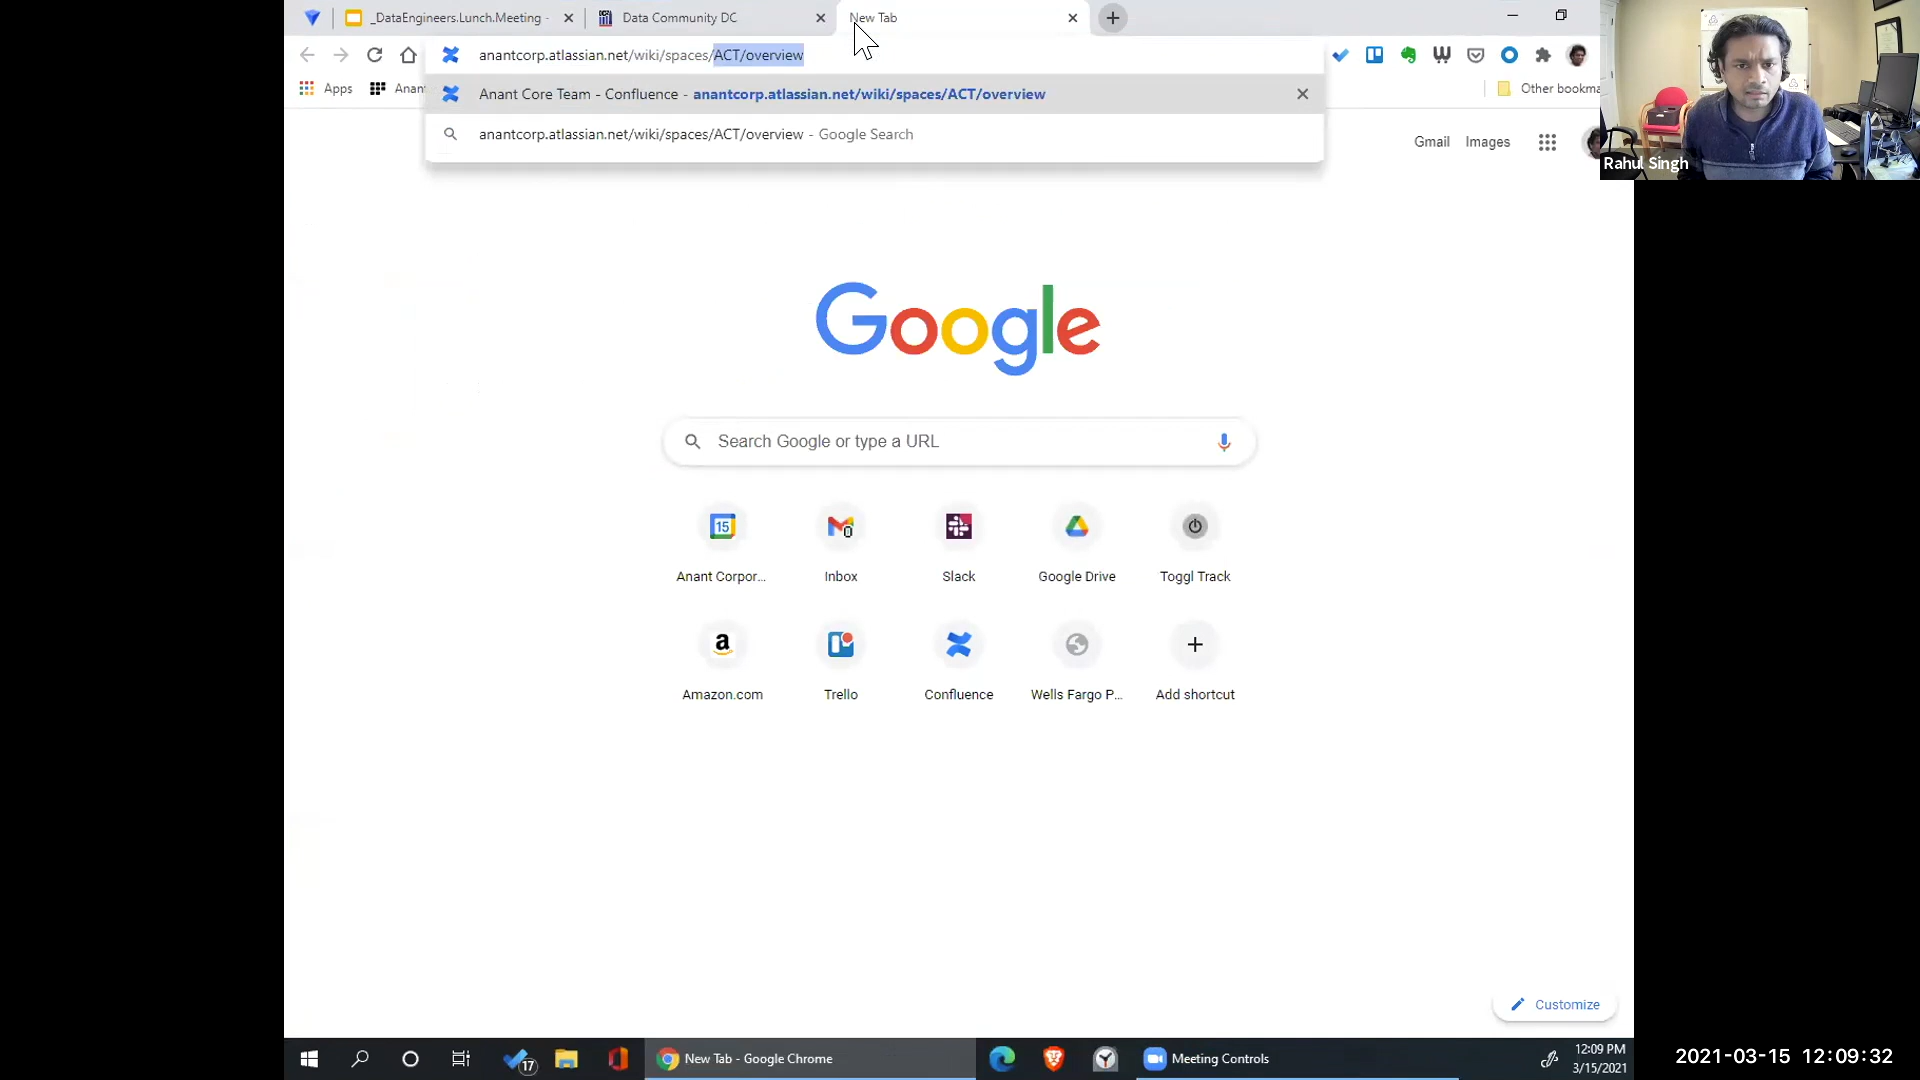 _DataEngineers.Lunch.Meeting -
Data Community DC
New Tab
anantcorp.atlassian.net/wiki/spaces/ACT/overview
Apps
Anant
Anant Core Team - Confluence - anantcorp.atlassian.net/wiki/spaces/ACT/overview
Other bookma
anantcorp.atlassian.net/wiki/spaces/ACT/overview - Google Search
Gmail
Images
Rahul Singh
Google
Search Google or type a URL
15
0
Anant Corpor...
Inbox
Slack
Google Drive
Toggl Track
a
Amazon.com
Trello
Confluence
Wells Fargo P...
Add shortcut
Customize
17
New Tab - Google Chrome
Meeting Controls
12:09 PM
3/15/2021
2021-03-15 12:09:32